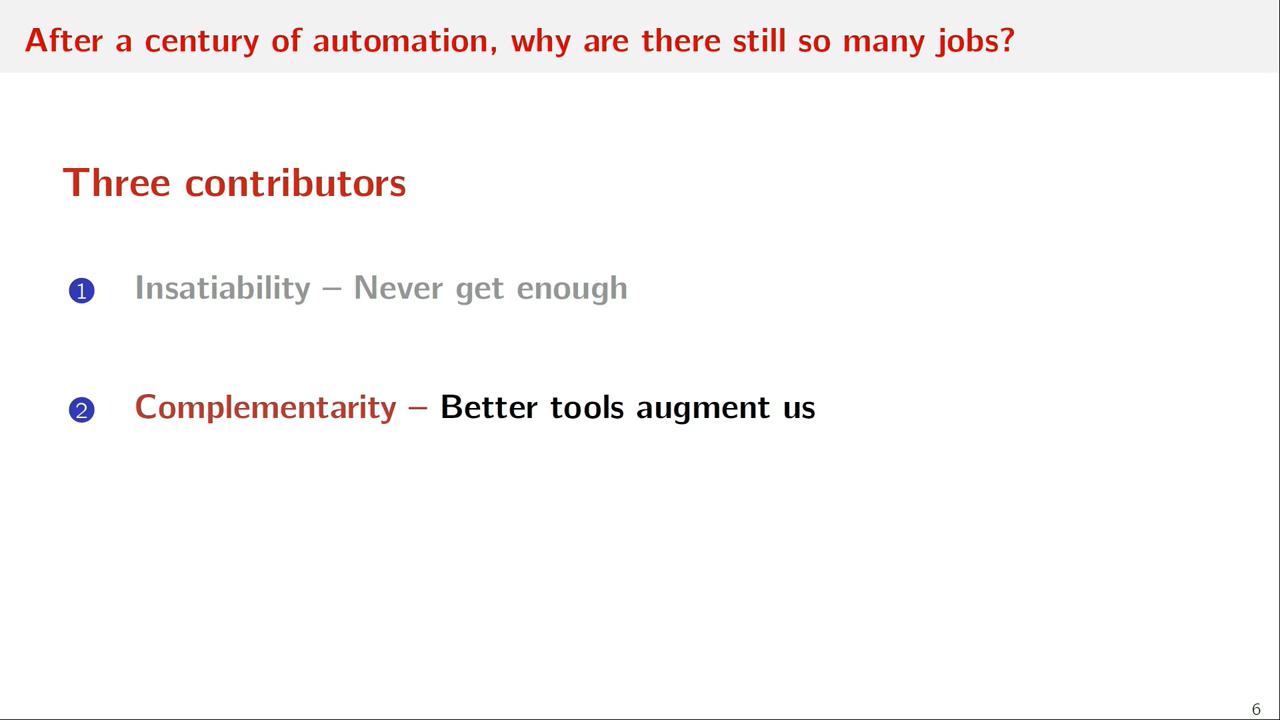 After a century of automation, why are there still so many jobs?
Three contributors
1 Insatiability – Never get enough
2 Complementarity – Better tools augment us
6